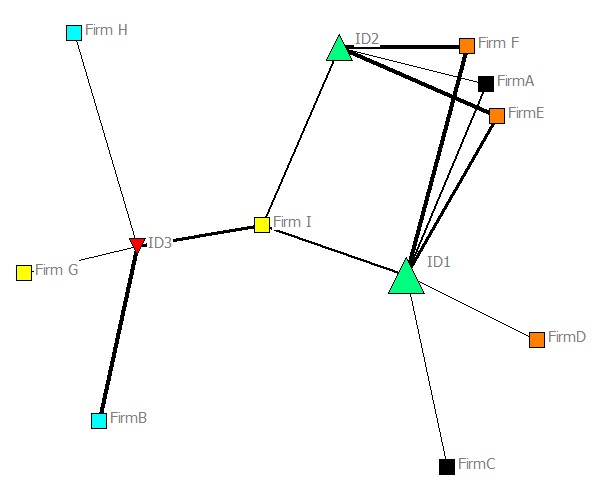 Firm H
ID2
Firm F
FirmA
FirmE
Firm I
ID3
ID1
Firm G
FirmD
FirmB
FirmC